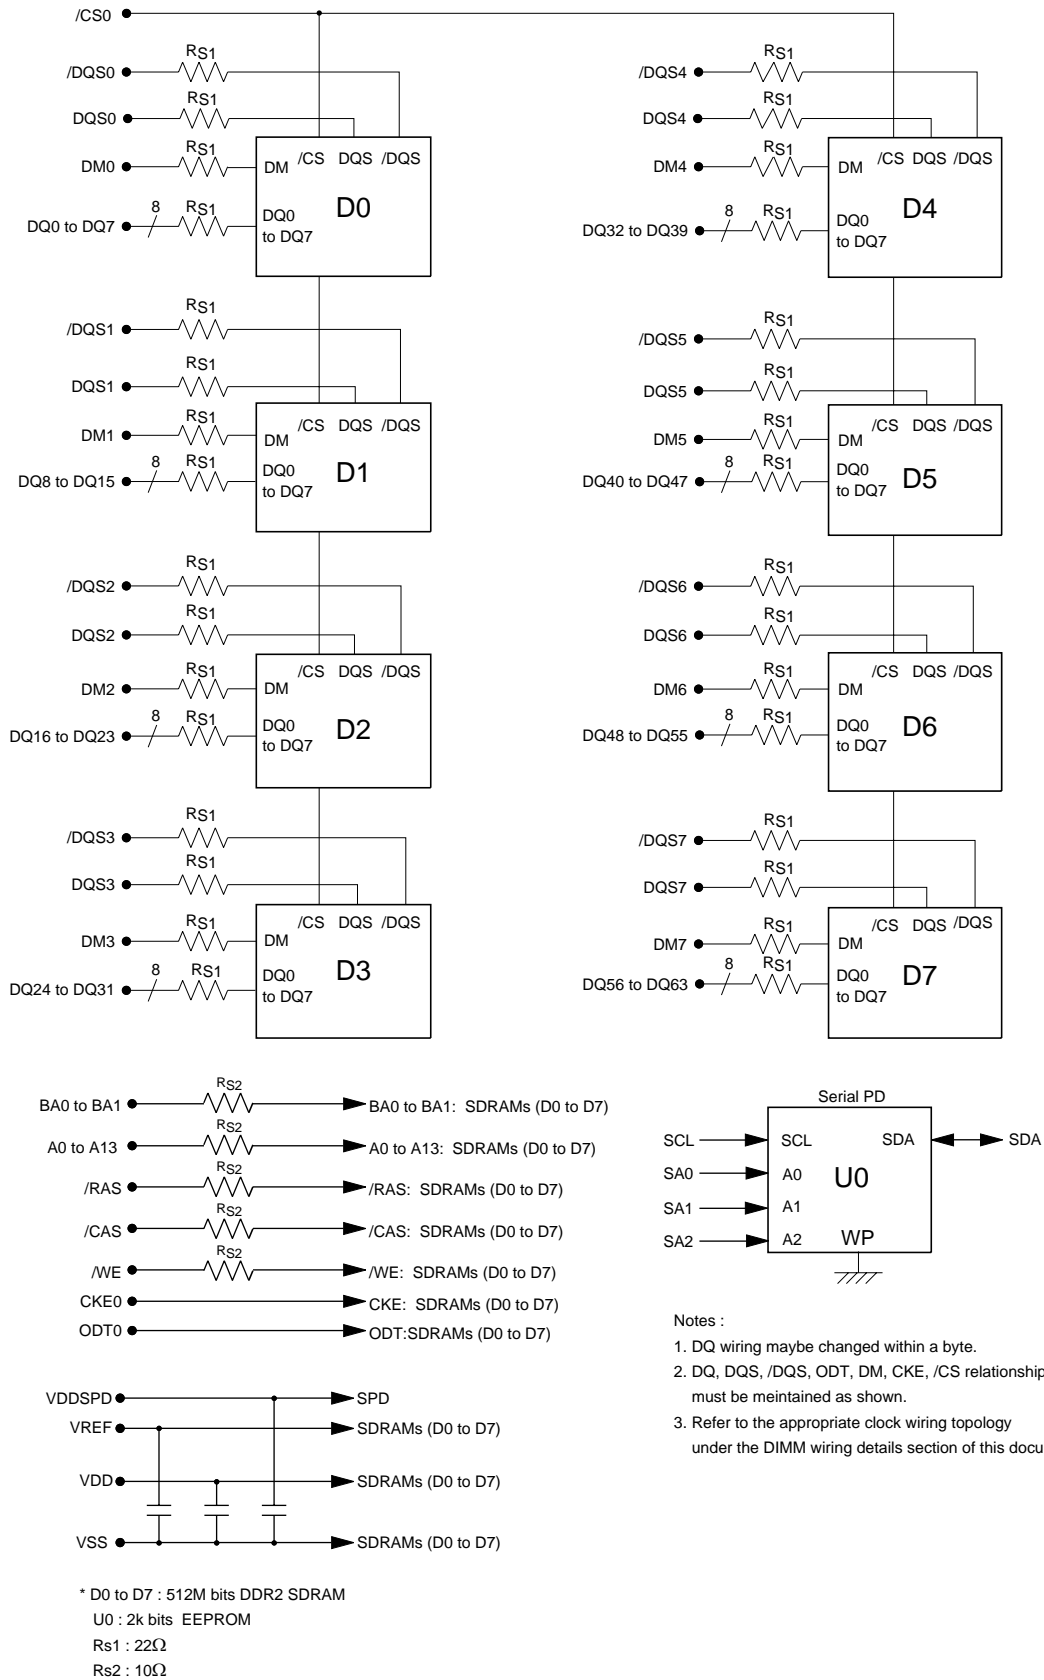 /CS0
RS1
/DQS0
RS1
DQS0
RS1
DM0
/CS DQS /DQS
DM
D0
8
RS1
DQ0 to DQ7
DQ0
to DQ7
RS1
/DQS4
RS1
DQS4
RS1
DM4
/CS DQS /DQS
DM
D4
8
RS1
DQ32 to DQ39
DQ0
to DQ7
RS1
/DQS1
RS1
DQS1
RS1
DM1
/CS DQS /DQS
DM
8
RS1
DQ8 to DQ15
DQ0
to DQ7
D1
RS1
/DQS5
RS1
DQS5
RS1
DM5
/CS DQS /DQS
DM
8
RS1
DQ40 to DQ47
DQ0
to DQ7
D5
RS1
/DQS2
RS1
DQS2
RS1
DM2
/CS DQS /DQS
DM
8
RS1
DQ16 to DQ23
DQ0
to DQ7
D2
RS1
/DQS6
RS1
DQS6
RS1
DM6
/CS DQS /DQS
DM
8
RS1
DQ48 to DQ55
DQ0
to DQ7
D6
RS1
/DQS3
RS1
DQS3
RS1
DM3
/CS DQS /DQS
DM
8
RS1
DQ24 to DQ31
DQ0
to DQ7
D3
RS1
/DQS7
RS1
DQS7
RS1
DM7
/CS DQS /DQS
DM
8
RS1
DQ56 to DQ63
DQ0
to DQ7
D7
RS2
BA0 to BA1
BA0 to BA1: SDRAMs (D0 to D7)
RS2
A0 to A13
A0 to A13: SDRAMs (D0 to D7)
RS2
/RAS
/RAS: SDRAMs (D0 to D7)
RS2
/CAS
/CAS: SDRAMs (D0 to D7)
RS2
/WE
/WE: SDRAMs (D0 to D7)
CKE0
CKE: SDRAMs (D0 to D7)
ODT0
ODT:SDRAMs (D0 to D7)
Serial PD
SCL
SCL
SDA
SDA
SA0
A0
U0
SA1
A1
SA2
A2
WP
Notes :
1. DQ wiring maybe changed within a byte.
2. DQ, DQS, /DQS, ODT, DM, CKE, /CS relationship
must be meintained as shown.
3. Refer to the appropriate clock wiring topology
under the DIMM wiring details section of this docu
VDDSPD
SPD
VREF
SDRAMs (D0 to D7)
VDD
SDRAMs (D0 to D7)
VSS
SDRAMs (D0 to D7)
* D0 to D7 : 512M bits DDR2 SDRAM
U0 : 2k bits EEPROM
Rs1 : 22Ω
Rs2 : 10Ω